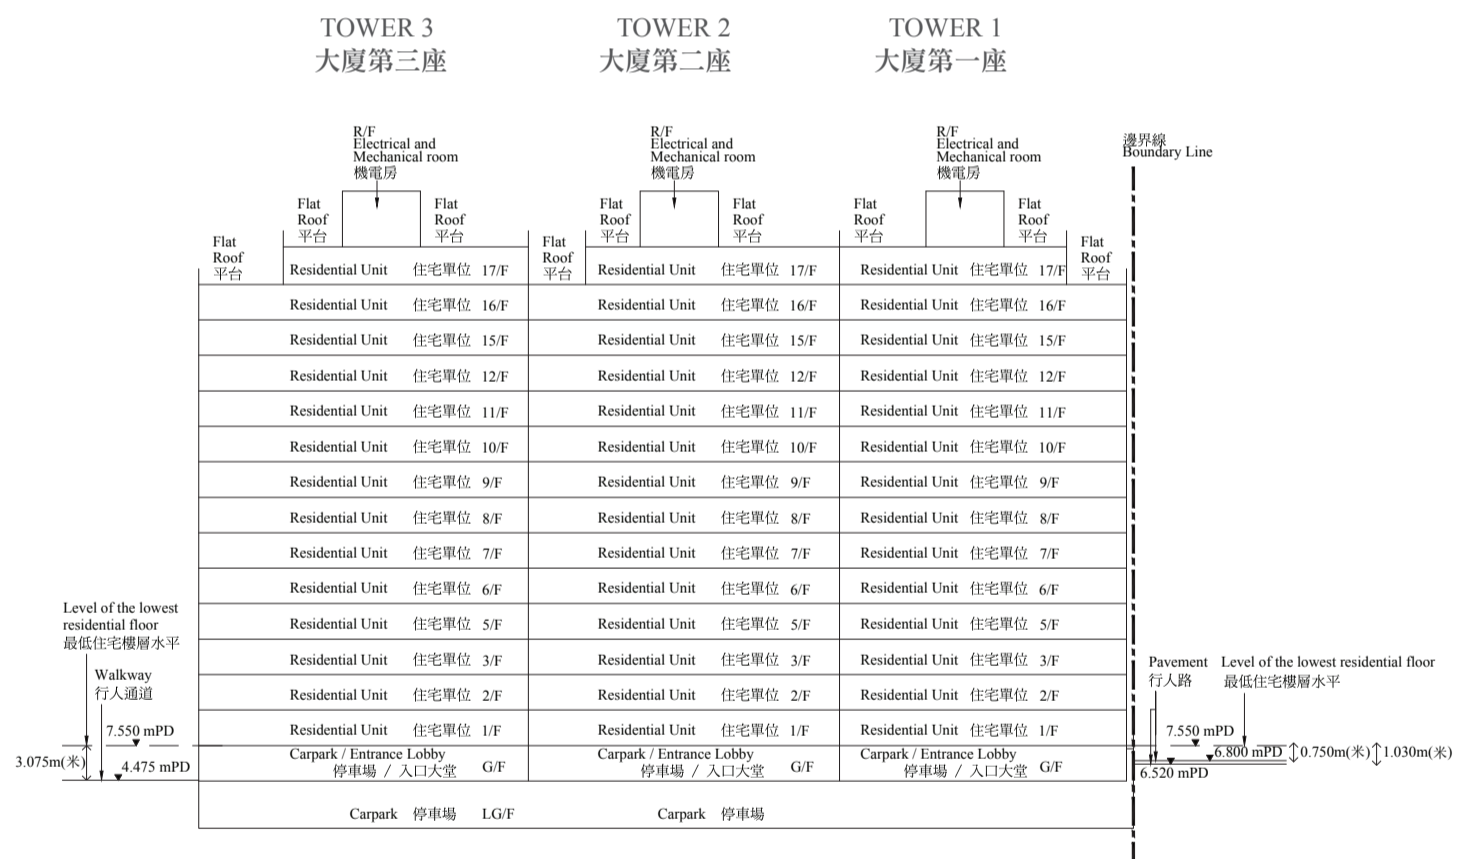 TOWER 3
大廈第三座
TOWER 2
大廈第二座
TOWER 1
大廈第一座
R/F
Electrical and
Mechanical room
機電房
R/F
Electrical and
Mechanical room
機電房
R/F
Electrical and
Mechanical room
機電房
邊界線
Boundary Line
Flat
Roof
平台
Flat
Roof
平台
Flat
Roof
平台
Flat
Roof
平台
Flat
Roof
平台
Flat
Roof
平台
Flat
Roof
平台
Flat
Roof
平台
Flat
Roof
平台
Residential Unit 住宅單位 17/F Residential Unit 住宅單位 17/F Residential Unit 住宅單位 17/F
Residential Unit 住宅單位 16/F Residential Unit 住宅單位 16/F Residential Unit 住宅單位 16/F
Residential Unit 住宅單位 15/F Residential Unit 住宅單位 15/F Residential Unit 住宅單位 15/F
Residential Unit 住宅單位 12/F Residential Unit 住宅單位 12/F Residential Unit 住宅單位 12/F
Residential Unit 住宅單位 11/F Residential Unit 住宅單位 11/F Residential Unit 住宅單位 11/F
Residential Unit 住宅單位 10/F Residential Unit 住宅單位 10/F Residential Unit 住宅單位 10/F
Residential Unit 住宅單位 9/F Residential Unit 住宅單位 9/F Residential Unit 住宅單位 9/F
Residential Unit 住宅單位 8/F Residential Unit 住宅單位 8/F Residential Unit 住宅單位 8/F
Residential Unit 住宅單位 7/F Residential Unit 住宅單位 7/F Residential Unit 住宅單位 7/F
Residential Unit 住宅單位 6/F Residential Unit 住宅單位 6/F Residential Unit 住宅單位 6/F
Residential Unit 住宅單位 5/F Residential Unit 住宅單位 5/F Residential Unit 住宅單位 5/F
Residential Unit 住宅單位 3/F Residential Unit 住宅單位 3/F Residential Unit 住宅單位 3/F
Residential Unit 住宅單位 2/F Residential Unit 住宅單位 2/F Residential Unit 住宅單位 2/F
Residential Unit 住宅單位 1/F Residential Unit 住宅單位 1/F Residential Unit 住宅單位 1/F
Carpark / Entrance Lobby
停車場 / 入口大堂 G/F
Carpark / Entrance Lobby
停車場 / 入口大堂 G/F
Carpark / Entrance Lobby
停車場 / 入口大堂 G/F
Carpark 停車場 LG/F Carpark 停車場
Level of the lowest
residential floor
最低住宅樓層水平
Walkway
行人通道
7.550 mPD
3.075m(米)
4.475 mPD
Pavement
行人路
Level of the lowest residential floor
最低住宅樓層水平
7.550 mPD
6.800 mPD
0.750m(米)
1.030m(米)
6.520 mPD